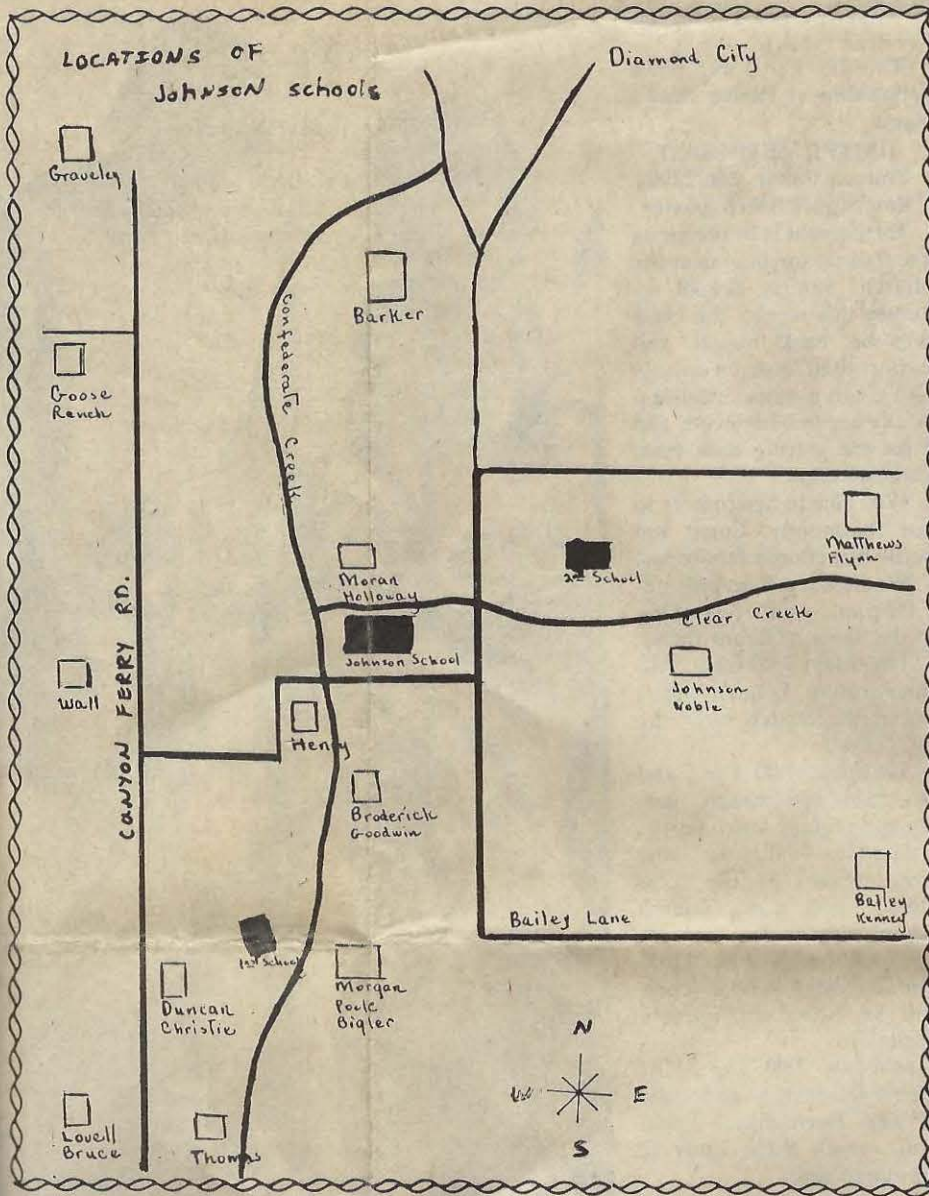 LOCATIONS OF
JOHNSON schools
Diamond City
Graveley
Barker
Confederate Creek
Goose
Ranch
Matthews
Flynn
Moran
Holloway
2nd School
Clear Creek
Johnson School
Johnson
Noble
Wall
CANYON FERRY RD.
Henry
Broderick
Goodwin
Bailey
Kenney
Bailey Lane
1st School
Duncan
Christie
Morgan
Bigler
N
W
E
S
Lovell
Bruce
Thomas